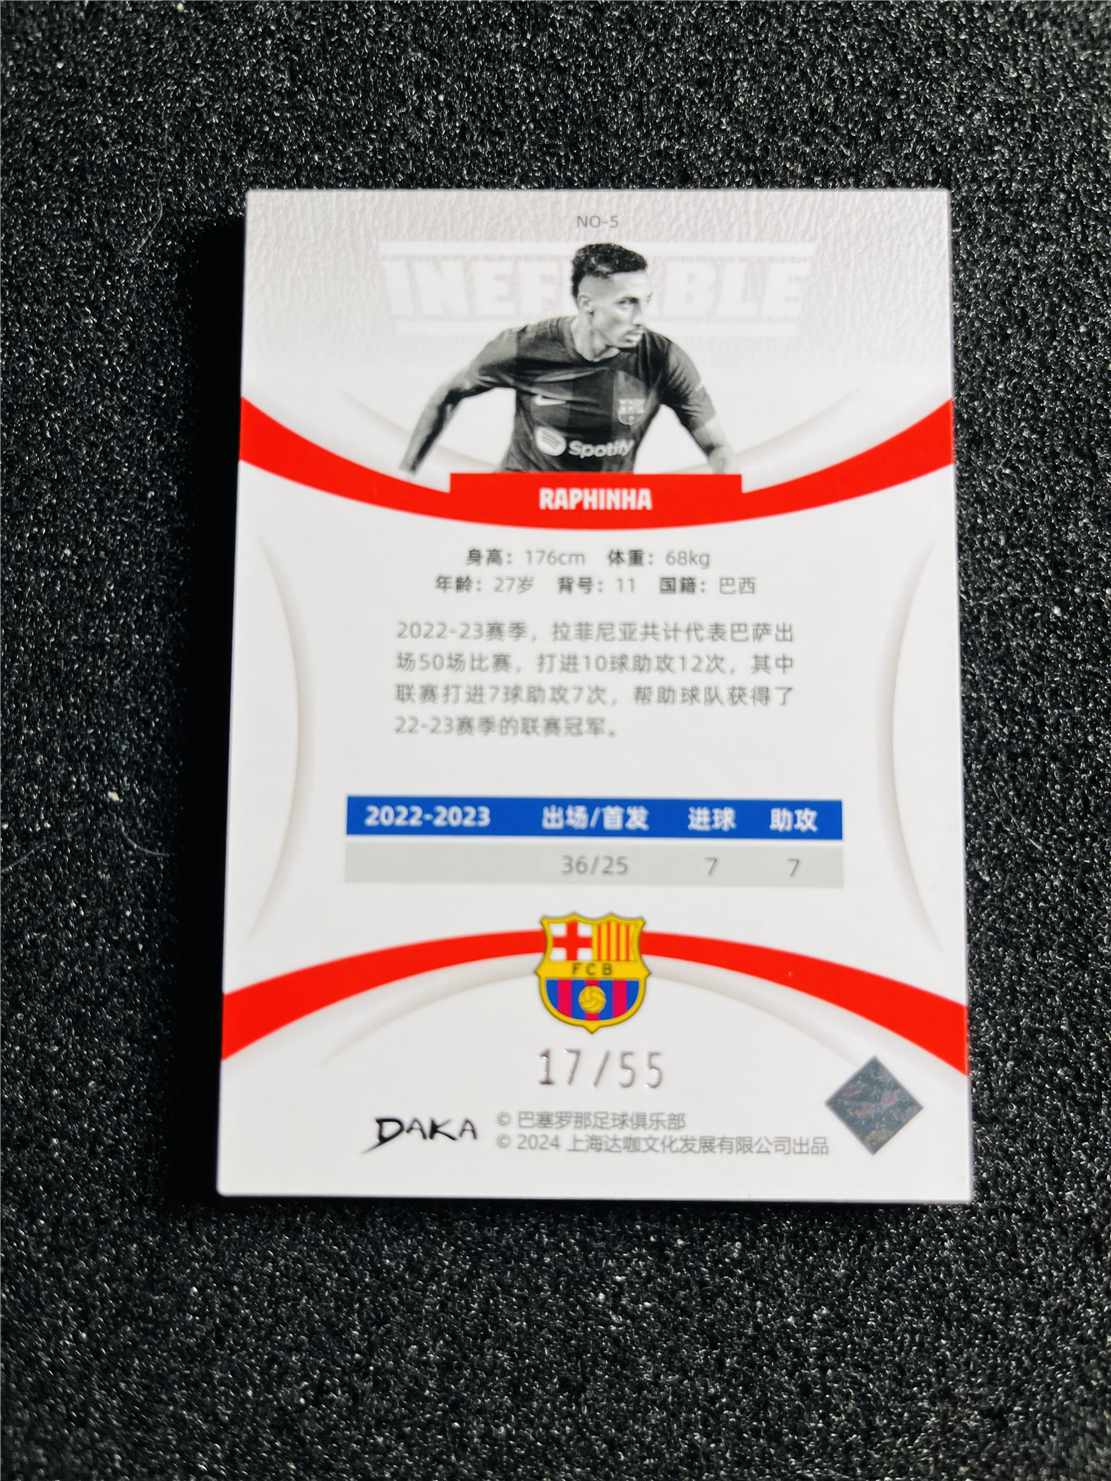 NO-5
Spotify
RAPHINHA
身高：176cm 体重：68kg
年龄：27岁 背号：11 国籍：巴西
2022-23赛季，拉菲尼亚共计代表巴萨出
场50场比赛，打进10球助攻12次，其中
联赛打进7球助攻7次，帮助球队获得了
22-23赛季的联赛冠军。
2022-2023 出场/首发 进球 助攻
36/25 7 7
FCB
17/55
DAKA
© 巴塞罗那足球俱乐部
© 2024 上海达咖文化发展有限公司出品